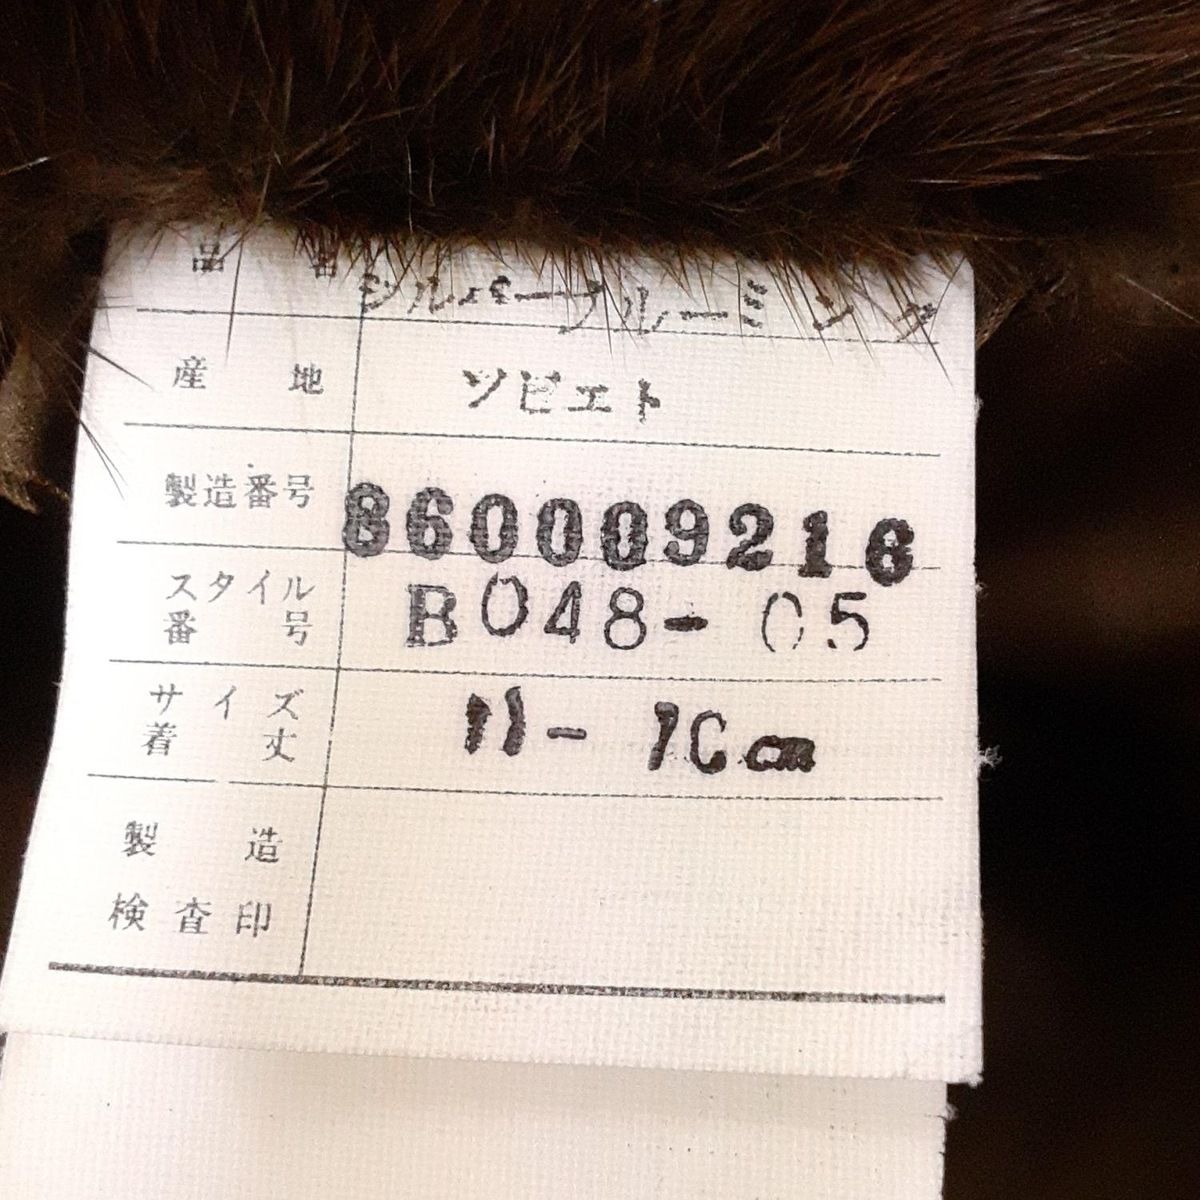 品番 シルバーブルーミンク
産地 ソビエト
製造番号 860009216
スタイル番号 B048-05
サイズ着丈 11-70cm
製造
検査印